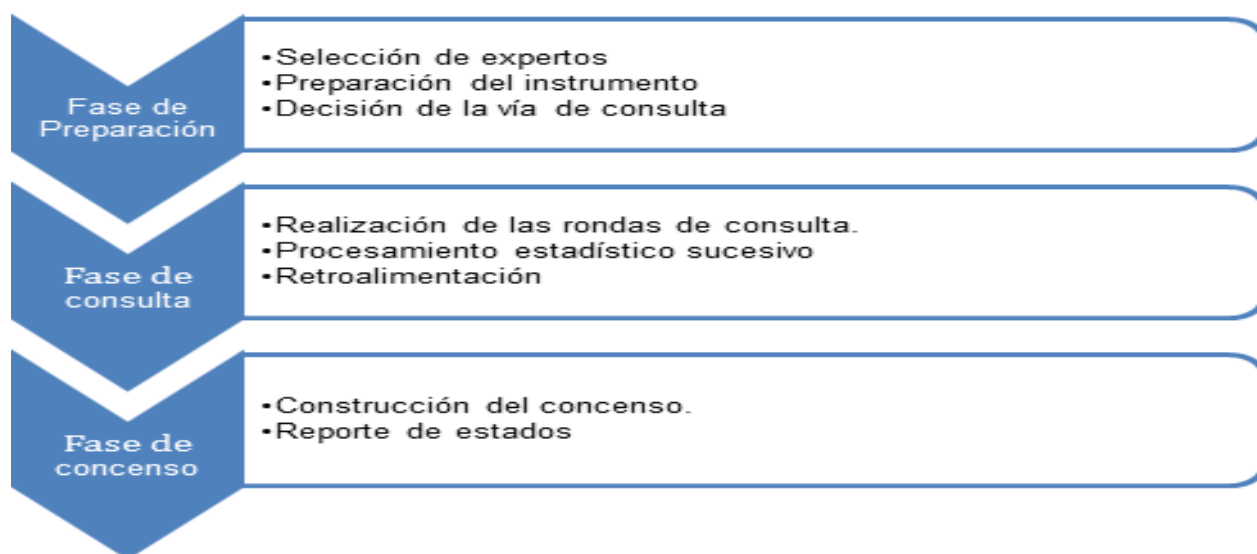 Fase de
Preparación
•Selección de expertos
•Preparación del instrumento
•Decisión de la vía de consulta
Fase de
consulta
•Realización de las rondas de consulta.
•Procesamiento estadístico sucesivo
•Retroalimentación
Fase de
concenso
•Construcción del concenso.
•Reporte de estados